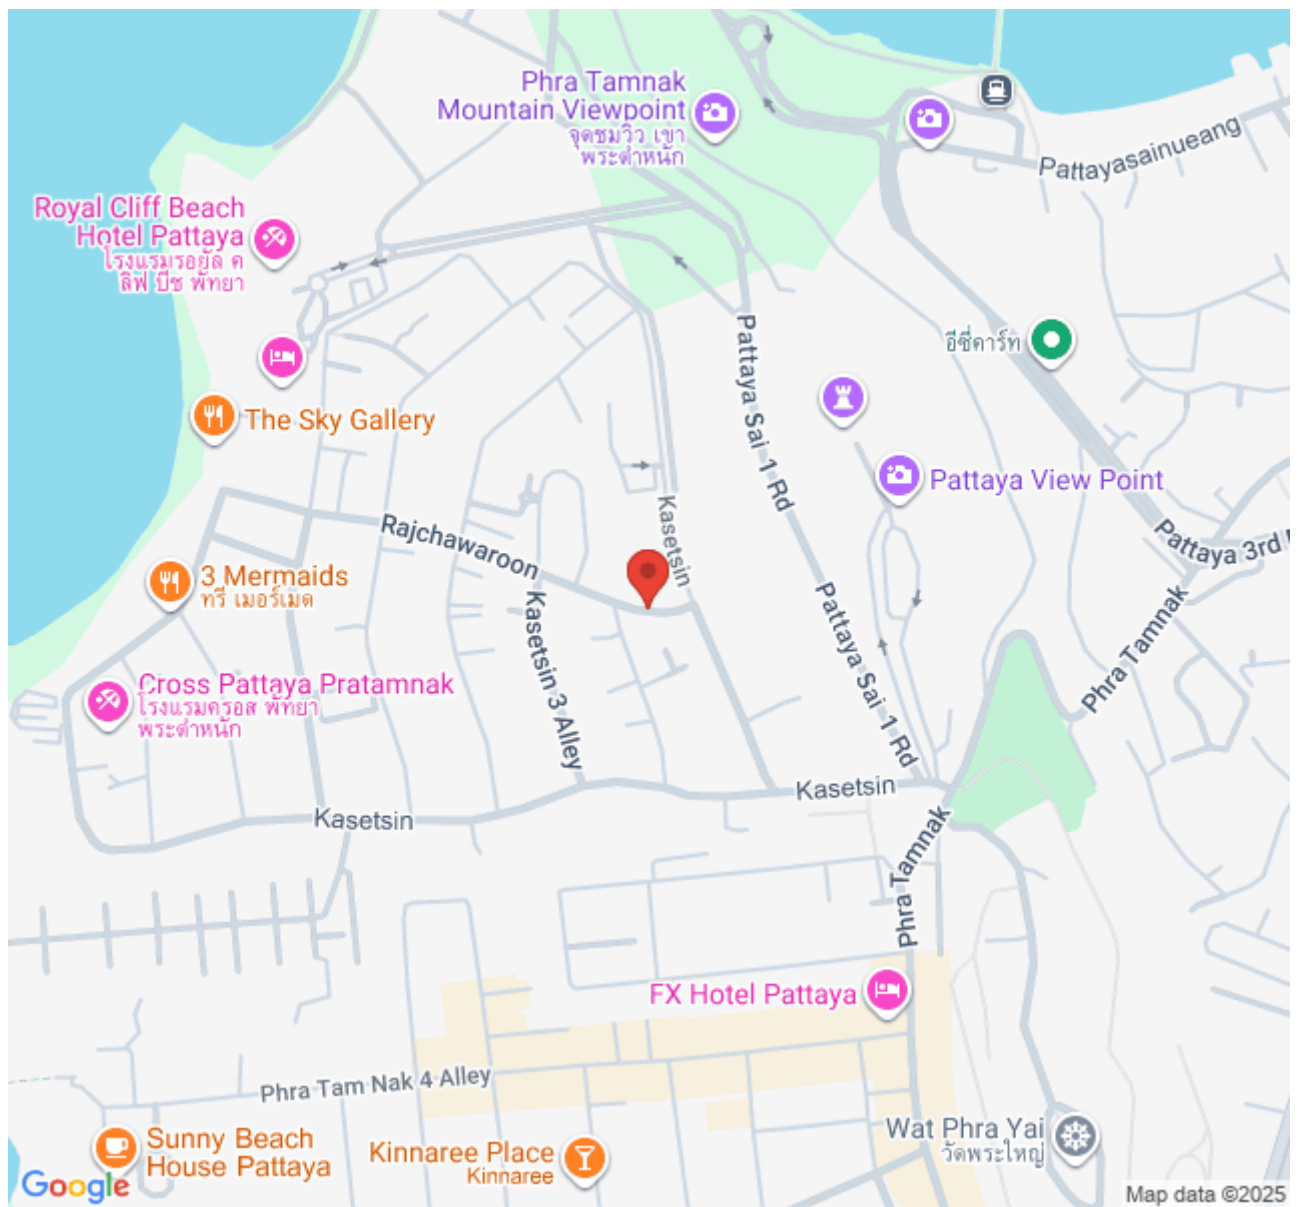 Phra Tamnak
Mountain Viewpoint
จุดชมวิว เขา
พระตำหนัก
Pattayasainueang
Royal Cliff Beach
Hotel Pattaya
โรงแรมรอยัล ค
ลิฟ บีช พัทยา
Pattaya Sai 1 Rd
อีซี่คาร์ท
The Sky Gallery
Pattaya View Point
Kasetsin
Rajchawaroon
Pattaya 3rd
3 Mermaids
ทรี เมอร์เมด
Kasetsin 3 Alley
Pattaya Sai 1 Rd
Phra Tamnak
Cross Pattaya Pratamnak
โรงแรมครอส พัทยา
พระตำหนัก
Kasetsin
Kasetsin
Phra Tamnak
FX Hotel Pattaya
Phra Tam Nak 4 Alley
Wat Phra Yai
วัดพระใหญ่
Sunny Beach
House Pattaya
Kinnaree Place
Kinnaree
Google
Map data ©2025